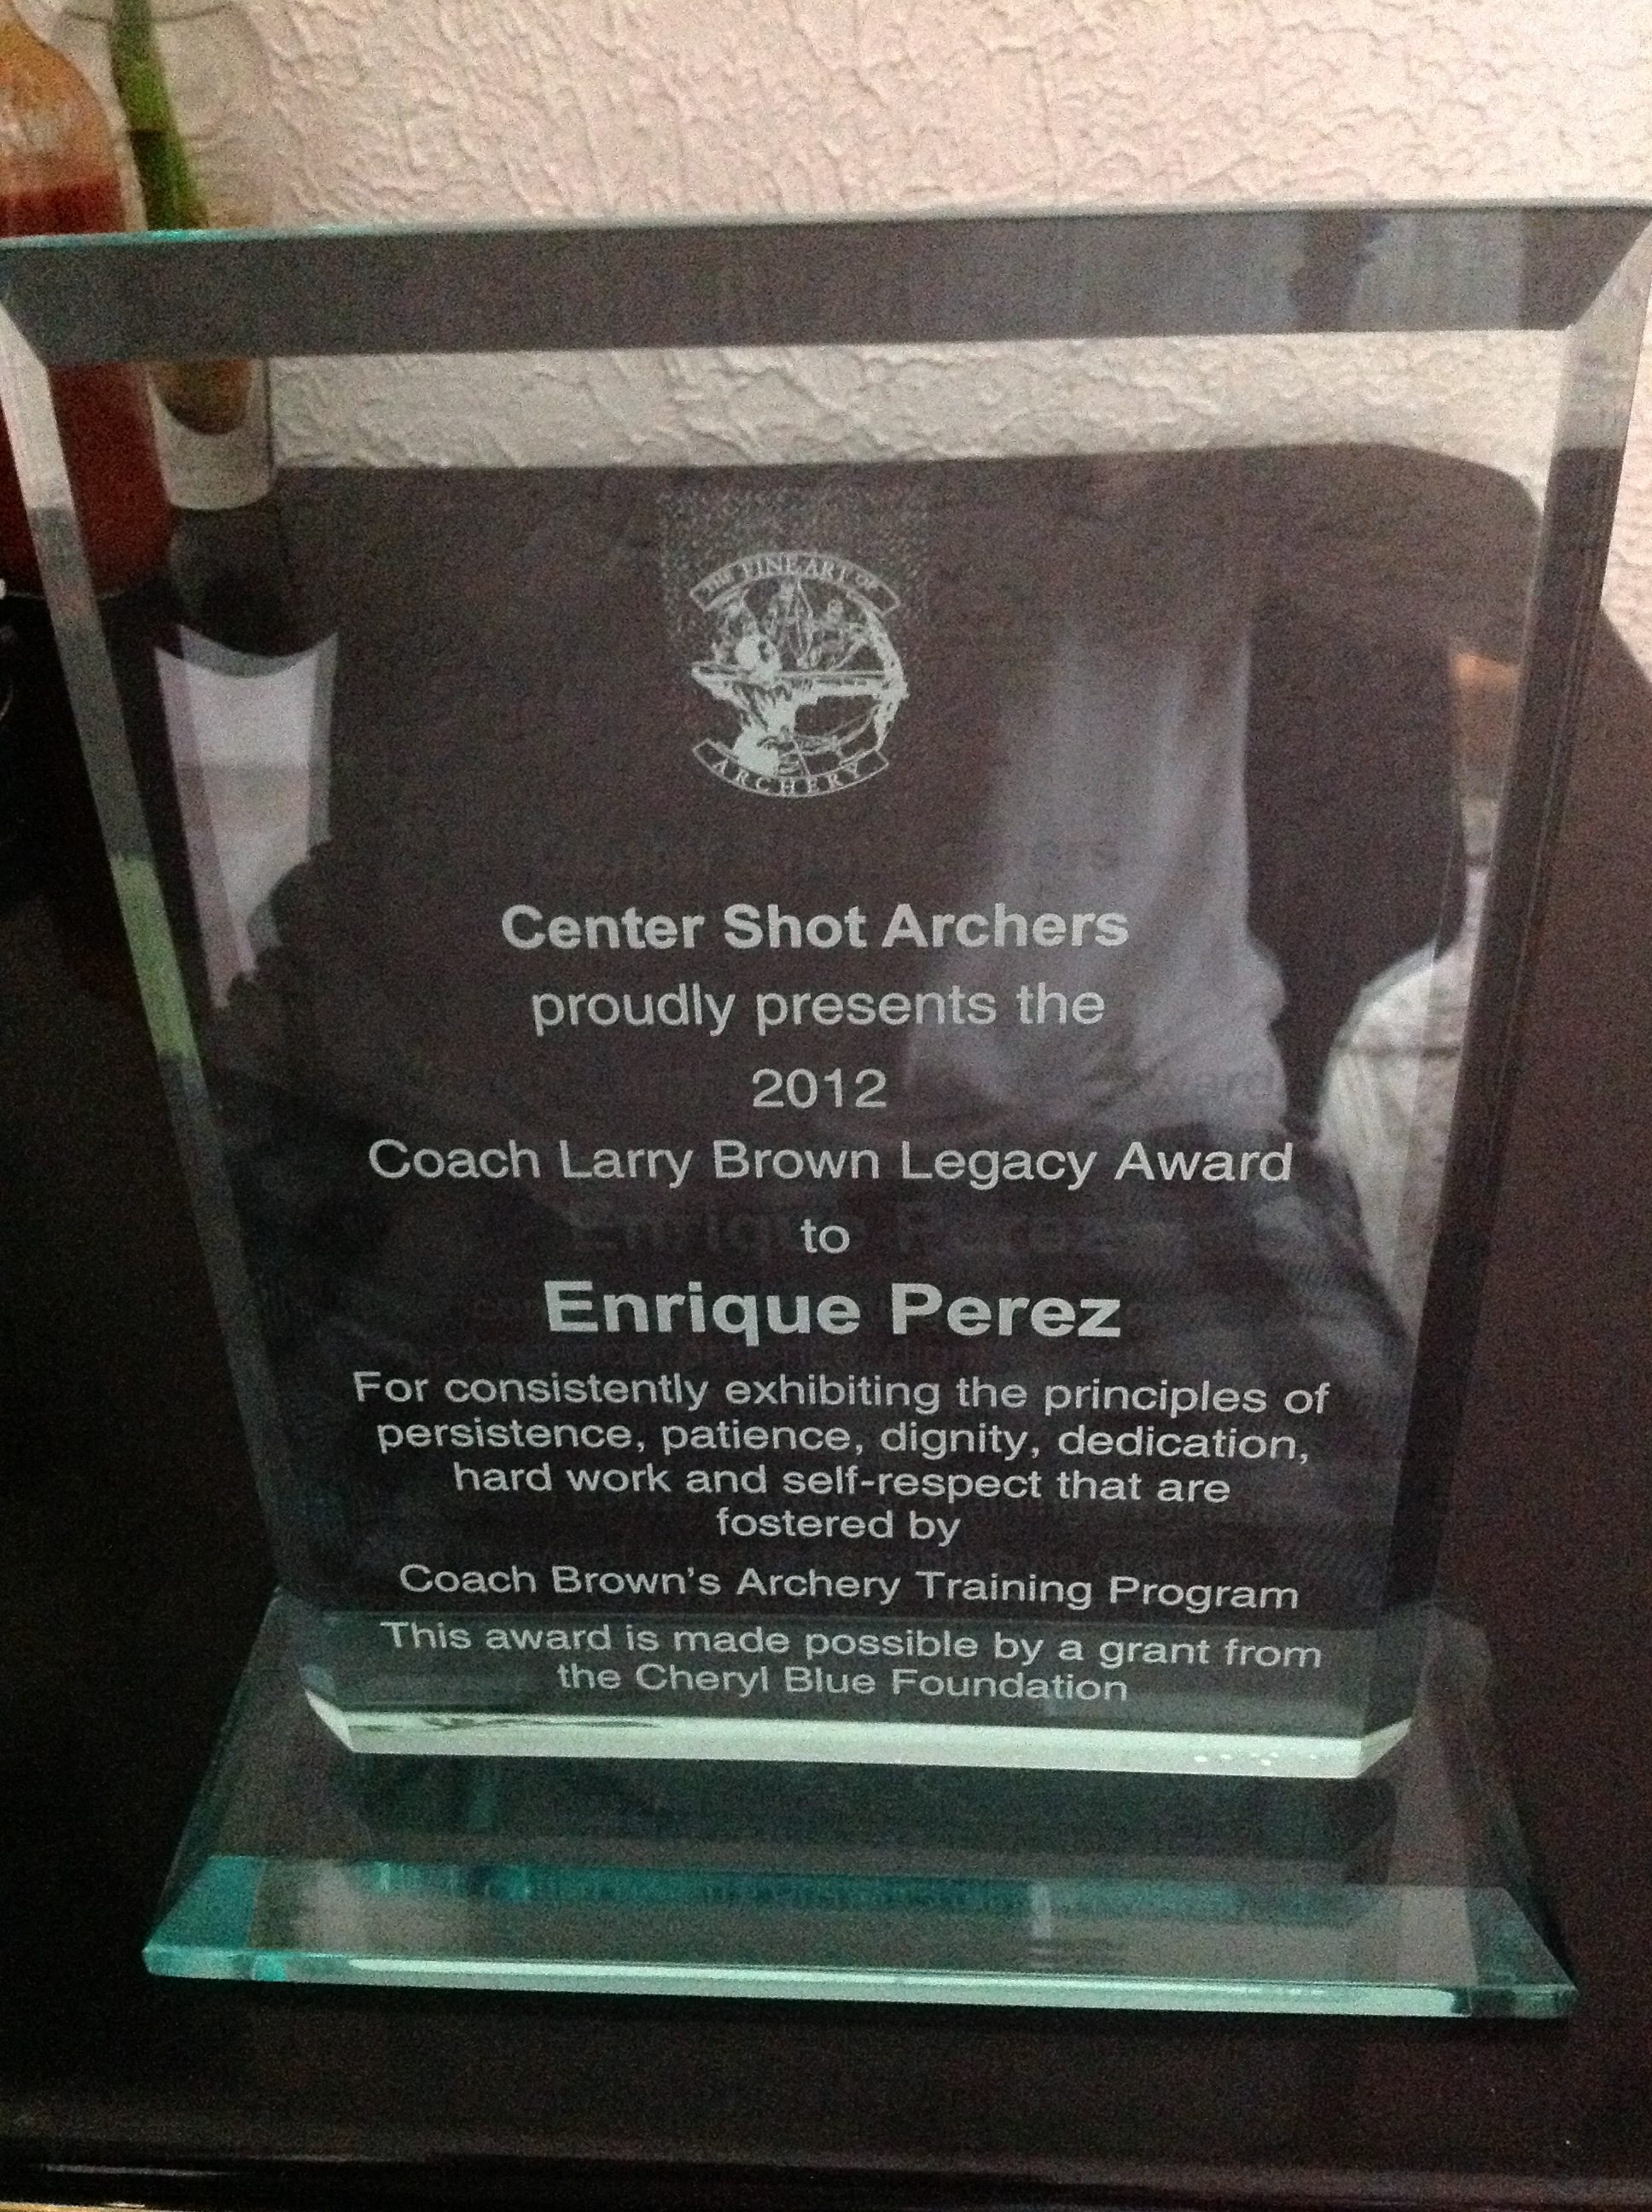 THE FINE ART OF
ARCHERY
Center Shot Archers
proudly presents the
2012
Coach Larry Brown Legacy Award
to
Enrique Perez
For consistently exhibiting the principles of
persistence, patience, dignity, dedication,
hard work and self-respect that are
fostered by
Coach Brown's Archery Training Program
This award is made possible by a grant from
the Cheryl Blue Foundation